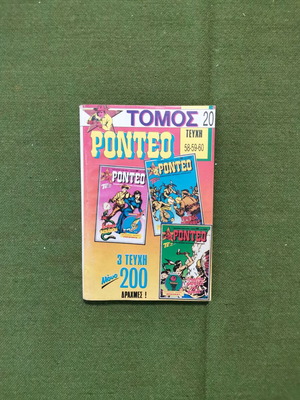 ΤΟΜΟΣ 20
ΤΕΥΧΗ
58-59-60
ΡΟΝΤΕΟ
ΡΟΝΤΕΟ
ΡΟΝΤΕΟ
ΡΟΝΤΕΟ
3 ΤΕΥΧΗ
Μόνο 200
ΔΡΑΧΜΕΣ !